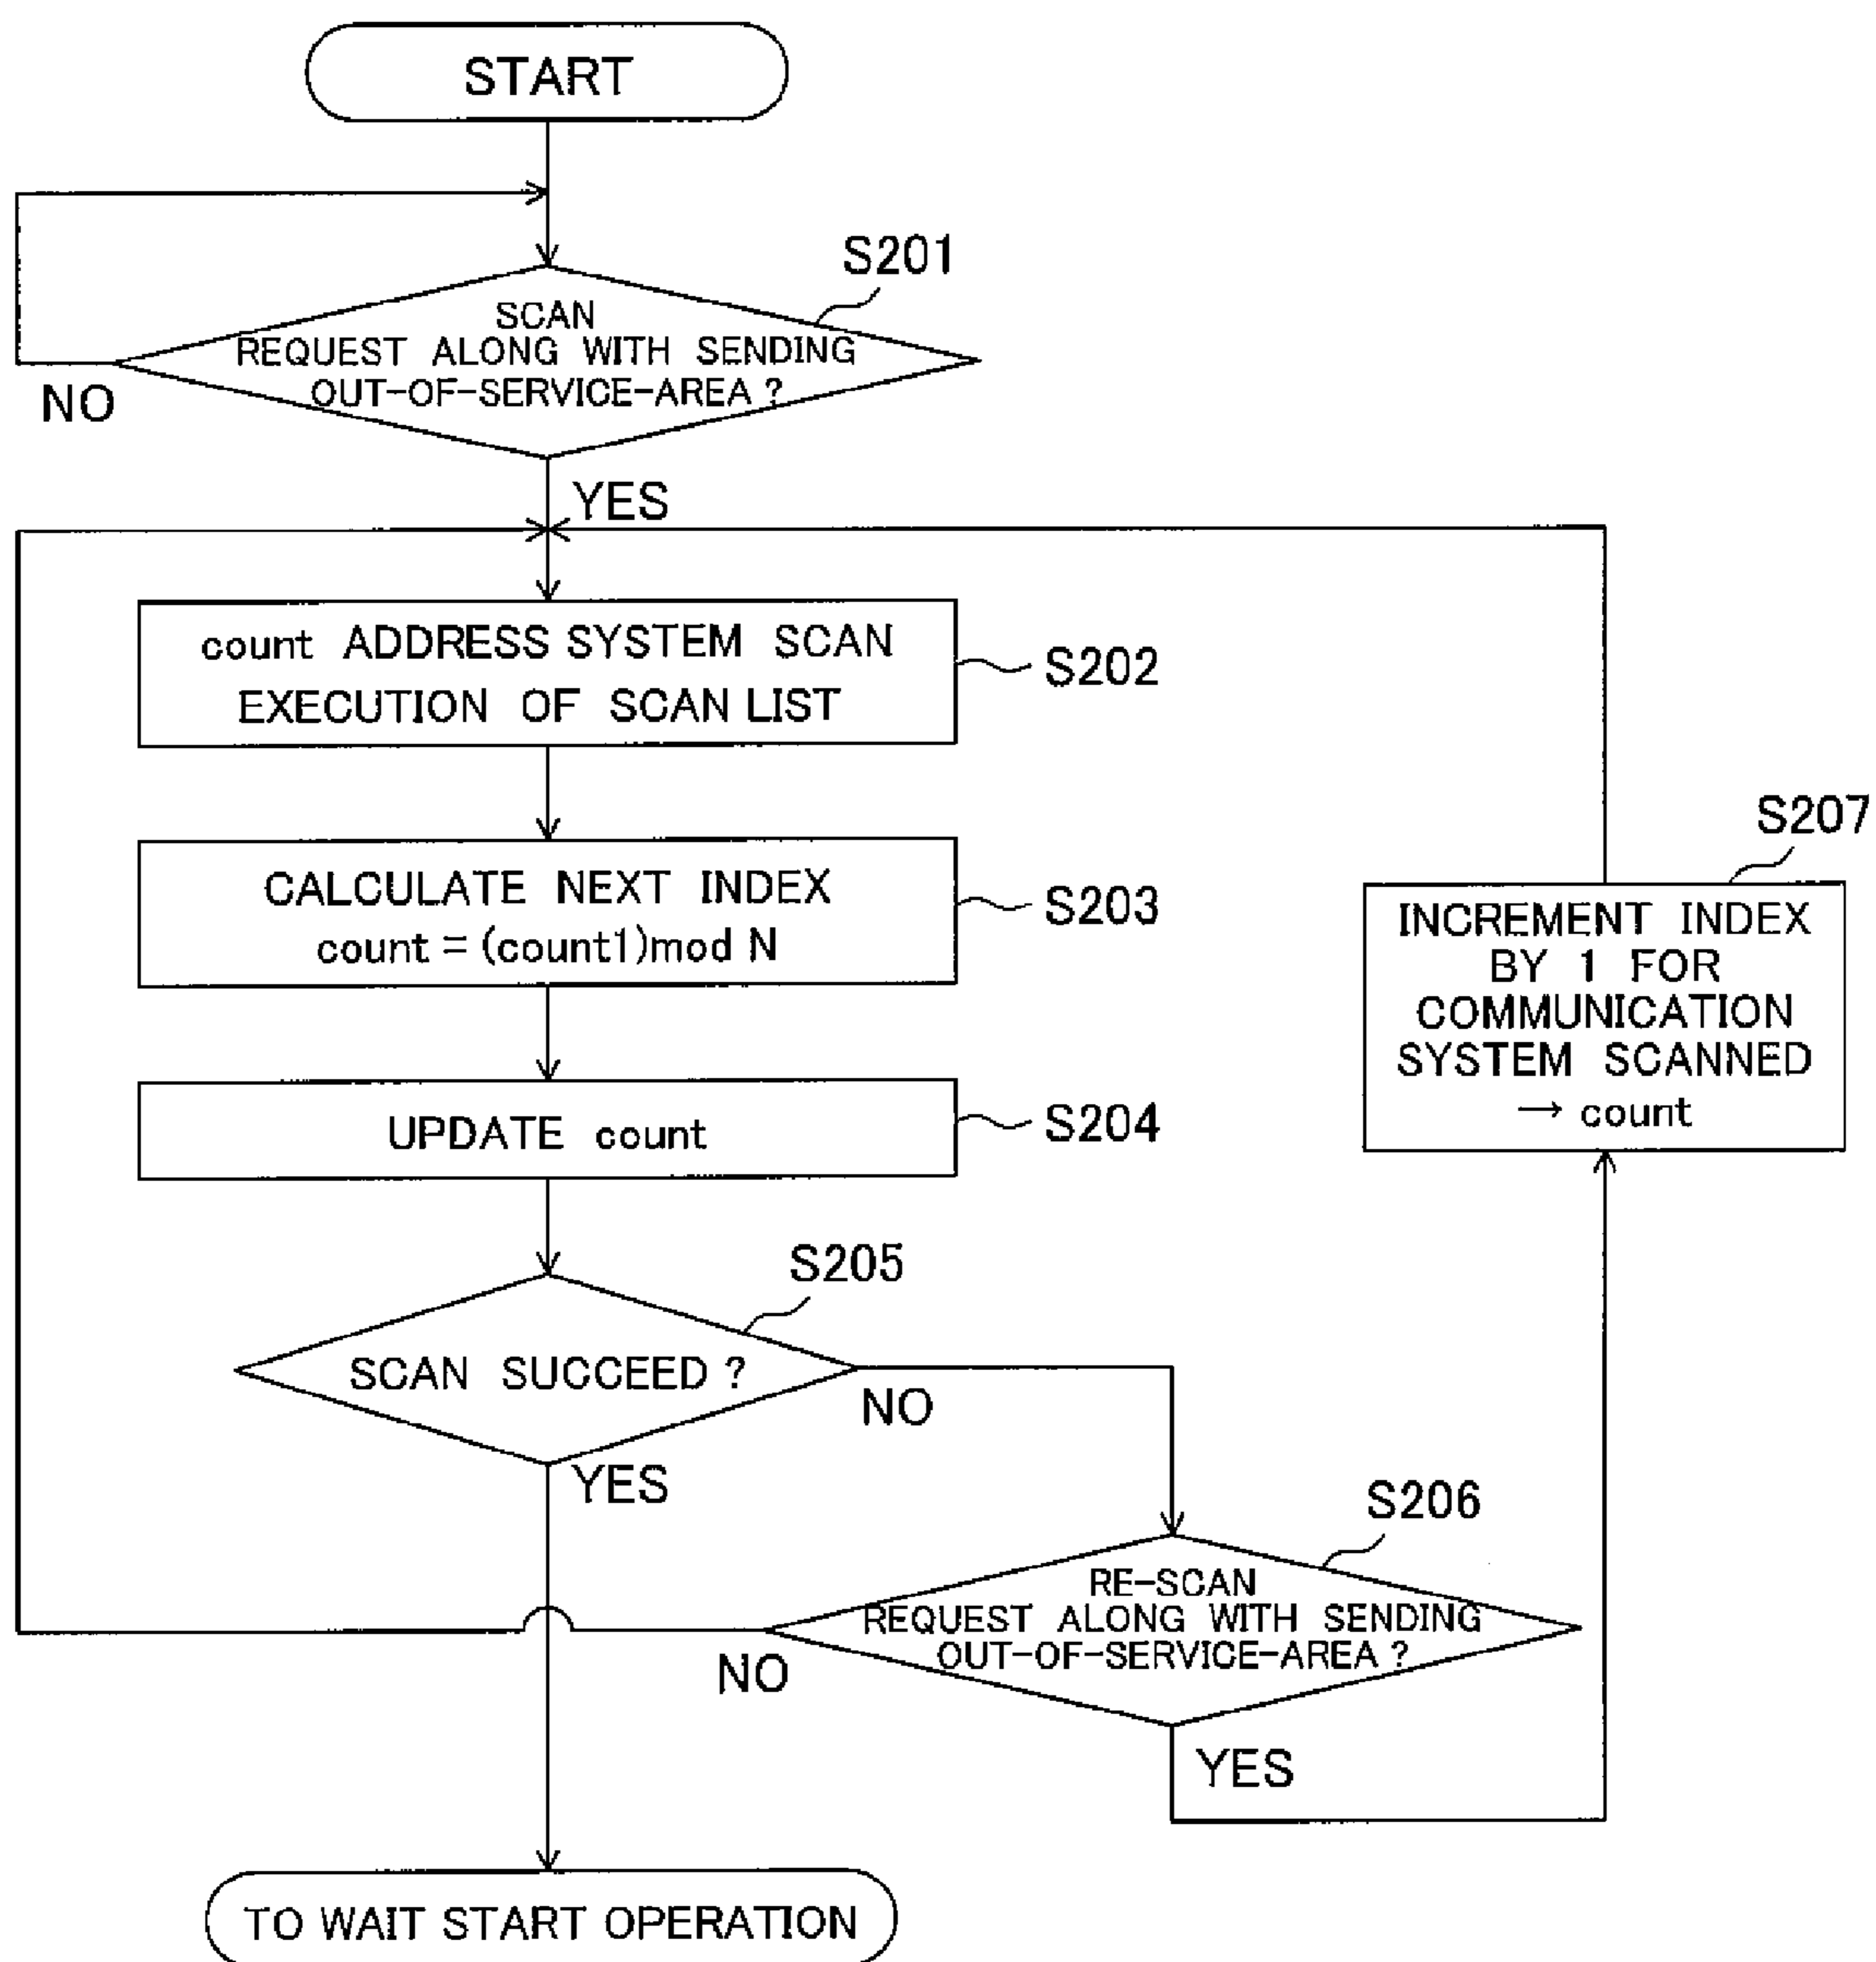 START
S201
SCAN
REQUEST ALONG WITH SENDING
OUT-OF-SERVICE-AREA?
NO
YES
count ADDRESS SYSTEM SCAN
EXECUTION OF SCAN LIST
S202
CALCULATE NEXT INDEX
count = (count1)mod N
S203
S207
INCREMENT INDEX
BY 1 FOR
COMMUNICATION
SYSTEM SCANNED
→ count
UPDATE count
S204
S205
SCAN SUCCEED?
NO
YES
S206
RE-SCAN
REQUEST ALONG WITH SENDING
OUT-OF-SERVICE-AREA?
NO
YES
TO WAIT START OPERATION